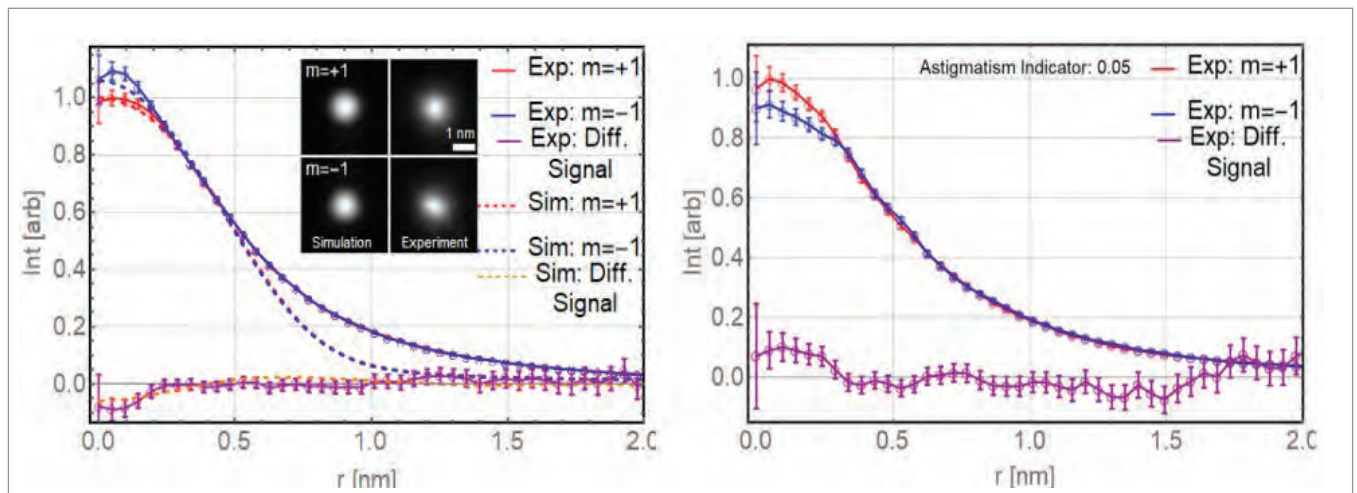 m=+1
1 nm
m=−1
Simulation
Experiment
Exp: m=+1
Exp: m=−1
Exp: Diff.
Signal
Sim: m=+1
Sim: m=−1
Sim: Diff.
Signal
Int [arb]
1.0
0.8
0.6
0.4
0.2
0.0
0.0
0.5
1.0
1.5
2.0
r [nm]
Astigmatism Indicator: 0.05
Exp: m=+1
Exp: m=−1
Exp: Diff.
Signal
Int [arb]
1.0
0.8
0.6
0.4
0.2
0.0
0.0
0.5
1.0
1.5
2.0
r [nm]